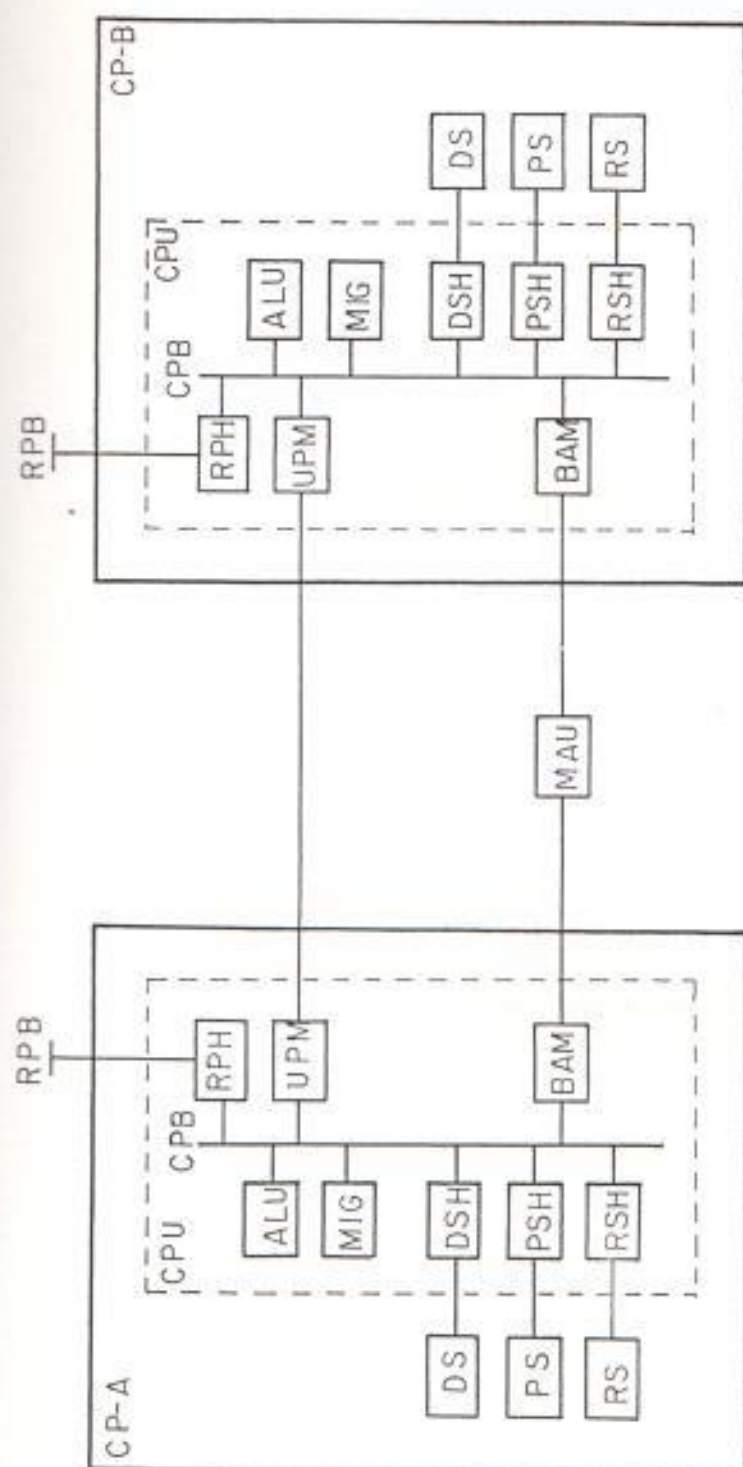 RPB RPB
CP-A CP-B
CPU CPB CPB CPU
RPH RPH
ALU UPM UPM ALU
MIG MIG
DS DSH DSH DS
PS PSH PSH PS
BAM MAU BAM
RS RSH RSH RS